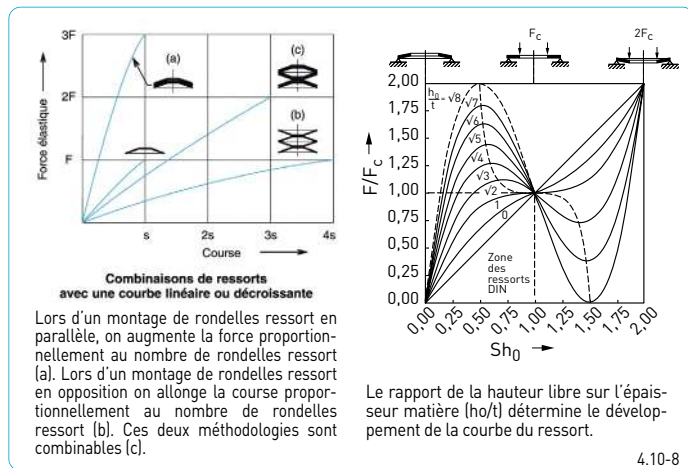 3F
2F
F
Force élastique
(a)
(c)
(b)
s
2s
3s
4s
Course
Combinaisons de ressorts
avec une courbe linéaire ou décroissante
Lors d'un montage de rondelles ressort en
parallèle, on augmente la force proportion-
nellement au nombre de rondelles ressort
(a). Lors d'un montage de rondelles ressort
en opposition on allonge la course propor-
tionnellement au nombre de rondelles
ressort (b). Ces deux méthodologies sont
combinables (c).
Fc
2Fc
2,00
1,75
1,50
1,25
1,00
0,75
0,50
0,25
0,00
F/Fc
h0/t = √8
√7
√6
√5
√4
√3
√2
1
0
Zone
des
ressorts
DIN
0,00
0,25
0,50
0,75
1,00
1,25
1,50
1,75
2,00
Sh0
Le rapport de la hauteur libre sur l'épais-
seur matière (ho/t) détermine le dévelop-
pement de la courbe du ressort.
4.10-8